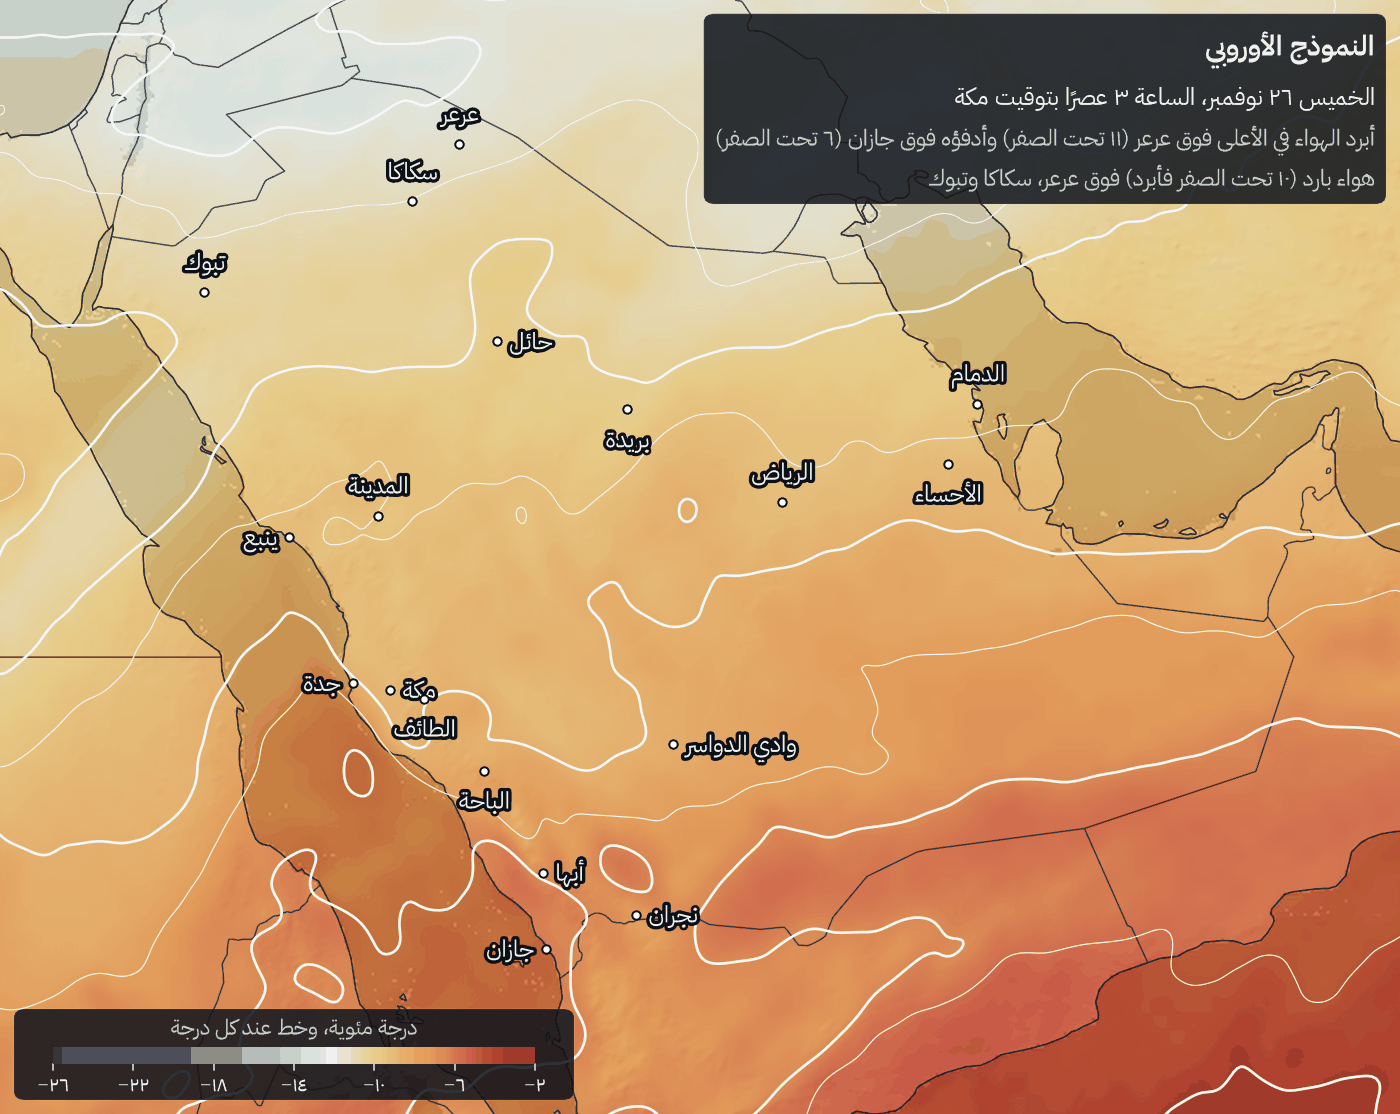 النموذج الأوروبي
الخميس ٢٦ نوفمبر، الساعة ٣ عصرًا بتوقيت مكة
أبرد الهواء في الأعلى فوق عرعر (١١ تحت الصفر) وأدفؤه فوق جازان (٦ تحت الصفر)
هواء بارد (١٠ تحت الصفر فأبرد) فوق عرعر، سكاكا وتبوك
عرعر
سكاكا
تبوك
حائل
الدمام
بريدة
الرياض
الأحساء
المدينة
ينبع
جدة
مكة
الطائف
وادي الدواسر
الباحة
أبها
نجران
جازان
درجة مئوية، وخط عند كل درجة
−٢٦ −٢٢ −١٨ −١٤ −١٠ −٦ −٢